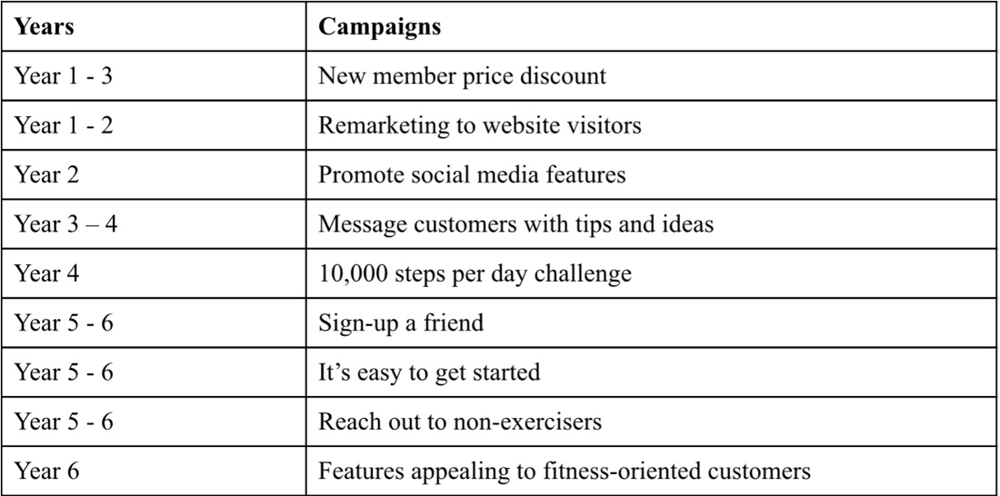 Years Campaigns
Year 1 - 3 New member price discount
Year 1 - 2 Remarketing to website visitors
Year 2 Promote social media features
Year 3 – 4 Message customers with tips and ideas
Year 4 10,000 steps per day challenge
Year 5 - 6 Sign-up a friend
Year 5 - 6 It’s easy to get started
Year 5 - 6 Reach out to non-exercisers
Year 6 Features appealing to fitness-oriented customers